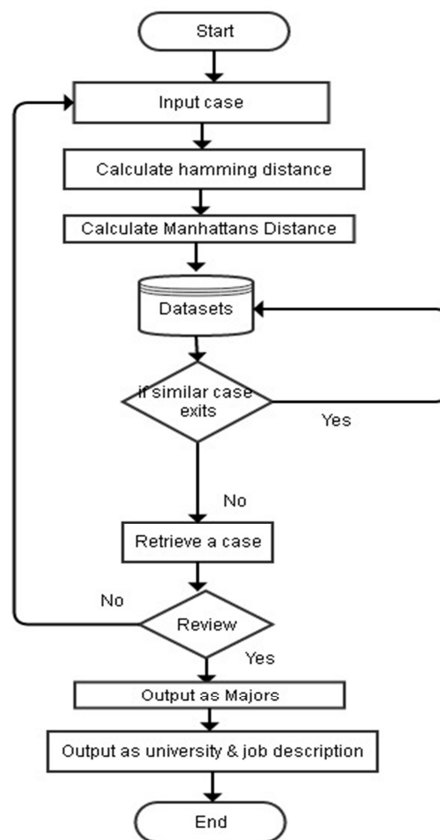 Start
Input case
Calculate hamming distance
Calculate Manhattans Distance
Datasets
if similar case
exits
Yes
No
Retrieve a case
No
Review
Yes
Output as Majors
Output as university & job description
End